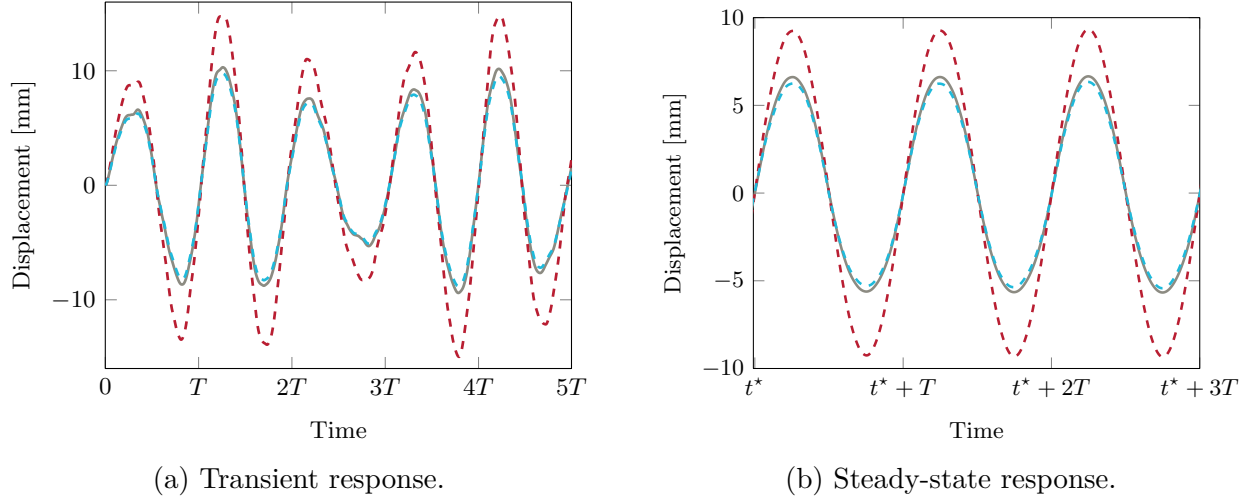 Displacement [mm]
10
0
−10
0 T 2T 3T 4T 5T
Time
(a) Transient response.
Displacement [mm]
10
5
0
−5
−10
t⋆ t⋆ + T t⋆ + 2T t⋆ + 3T
Time
(b) Steady-state response.